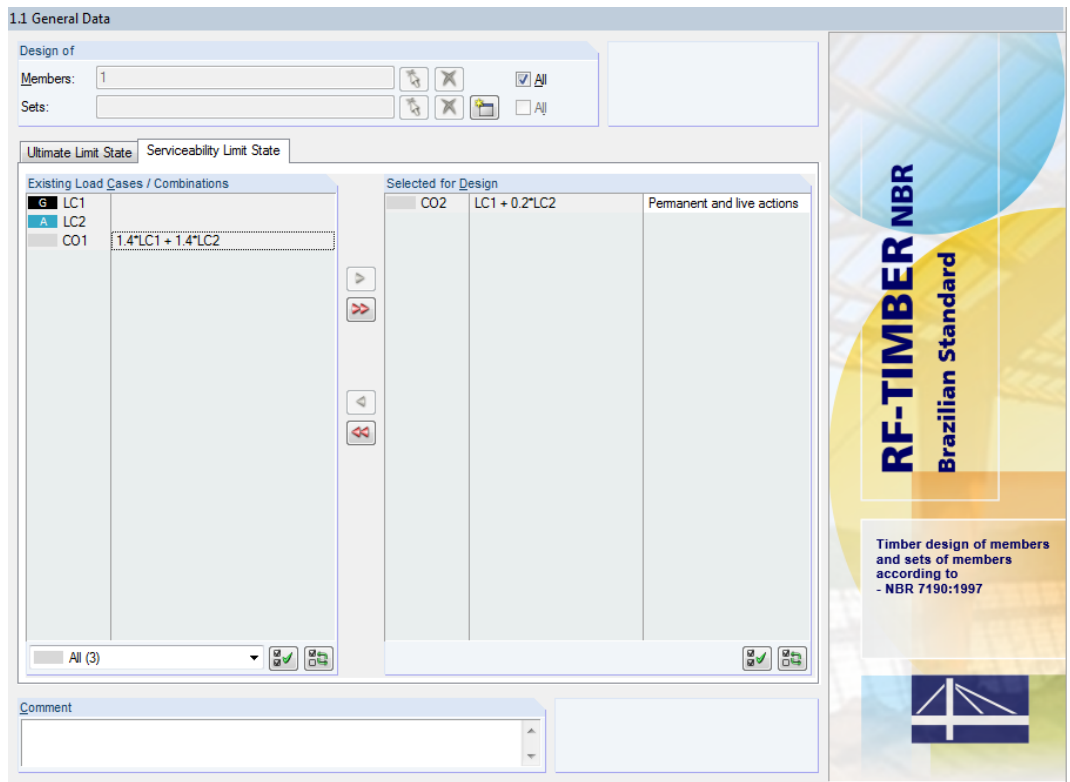 1.1 General Data
Design of
Members: 1 All
Sets: All
Ultimate Limit State Serviceability Limit State
Existing Load Cases / Combinations
G LC1
A LC2
CO1 1.4*LC1 + 1.4*LC2
All (3)
Selected for Design
CO2 LC1 + 0.2*LC2 Permanent and live actions
Comment
RF-TIMBER NBR
Brazilian Standard
Timber design of members
and sets of members
according to
- NBR 7190:1997